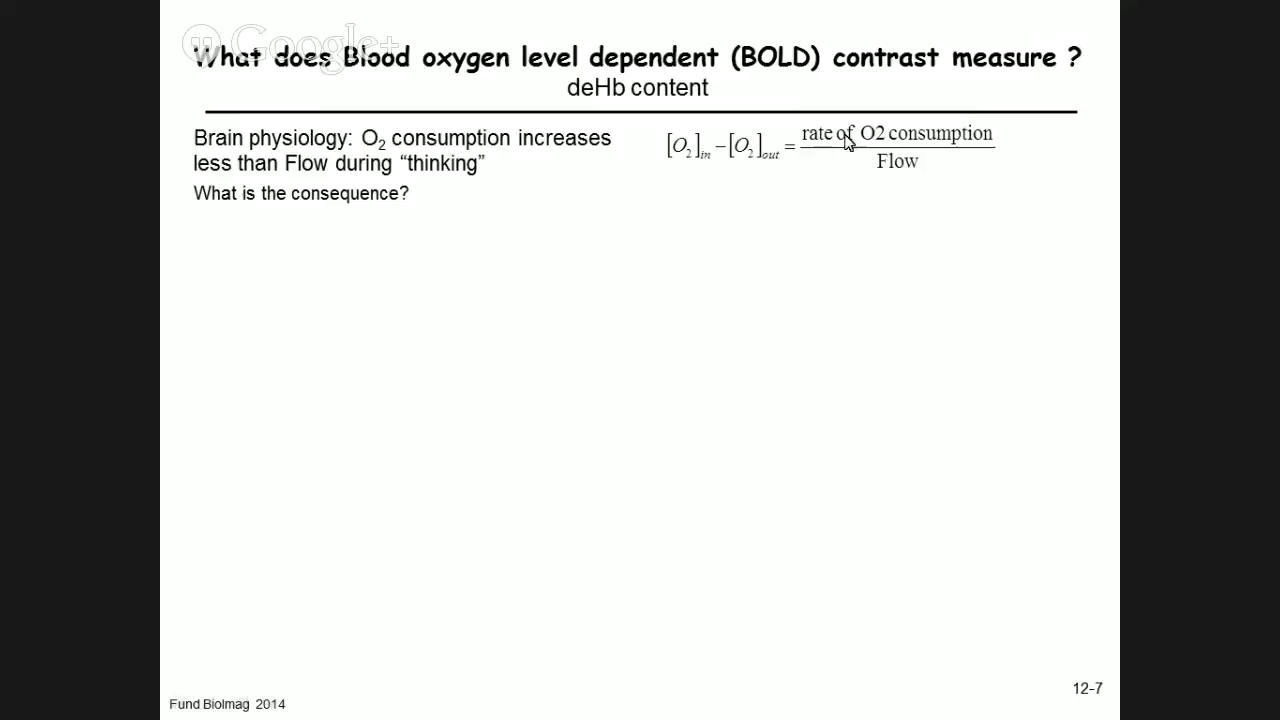 Google+
What does Blood oxygen level dependent (BOLD) contrast measure ?
deHb content
Brain physiology: O₂ consumption increases
less than Flow during “thinking”
What is the consequence?
[O₂]in − [O₂]out = rate of O2 consumption / Flow
12-7
Fund BioImag 2014